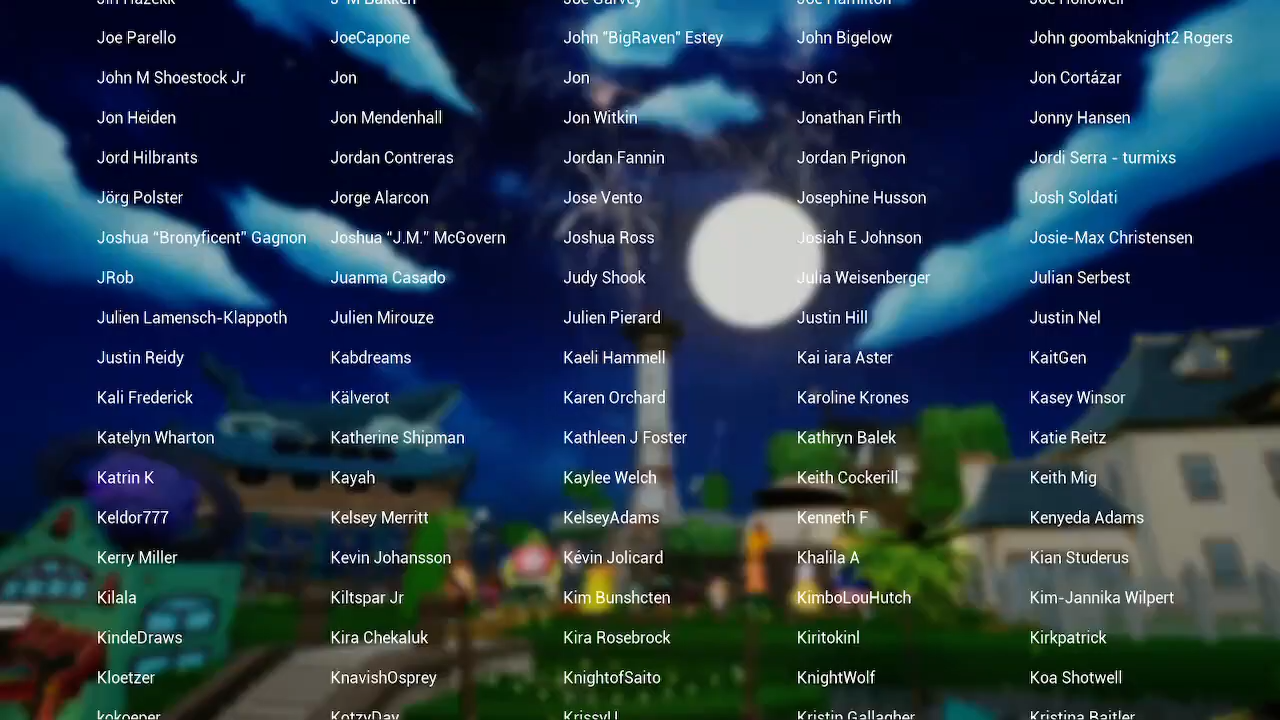 Joe Parello JoeCapone John "BigRaven" Estey John Bigelow John goombaknight2 Rogers
John M Shoestock Jr Jon Jon Jon C Jon Cortázar
Jon Heiden Jon Mendenhall Jon Witkin Jonathan Firth Jonny Hansen
Jord Hilbrants Jordan Contreras Jordan Fannin Jordan Prignon Jordi Serra - turmixs
Jörg Polster Jorge Alarcon Jose Vento Josephine Husson Josh Soldati
Joshua “Bronyficent” Gagnon Joshua “J.M.” McGovern Joshua Ross Josiah E Johnson Josie-Max Christensen
JRob Juanma Casado Judy Shook Julia Weisenberger Julian Serbest
Julien Lamensch-Klappoth Julien Mirouze Julien Pierard Justin Hill Justin Nel
Justin Reidy Kabdreams Kaeli Hammell Kai iara Aster KaitGen
Kali Frederick Kälverot Karen Orchard Karoline Krones Kasey Winsor
Katelyn Wharton Katherine Shipman Kathleen J Foster Kathryn Balek Katie Reitz
Katrin K Kayah Kaylee Welch Keith Cockerill Keith Mig
Keldor777 Kelsey Merritt KelseyAdams Kenneth F Kenyeda Adams
Kerry Miller Kevin Johansson Kévin Jolicard Khalila A Kian Studerus
Kilala Kiltspar Jr Kim Bunshcten KimboLouHutch Kim-Jannika Wilpert
KindeDraws Kira Chekaluk Kira Rosebrock Kiritokinl Kirkpatrick
Kloetzer KnavishOsprey KnightofSaito KnightWolf Koa Shotwell
KotzyDay Kristin Gallagher Kristina Baitler